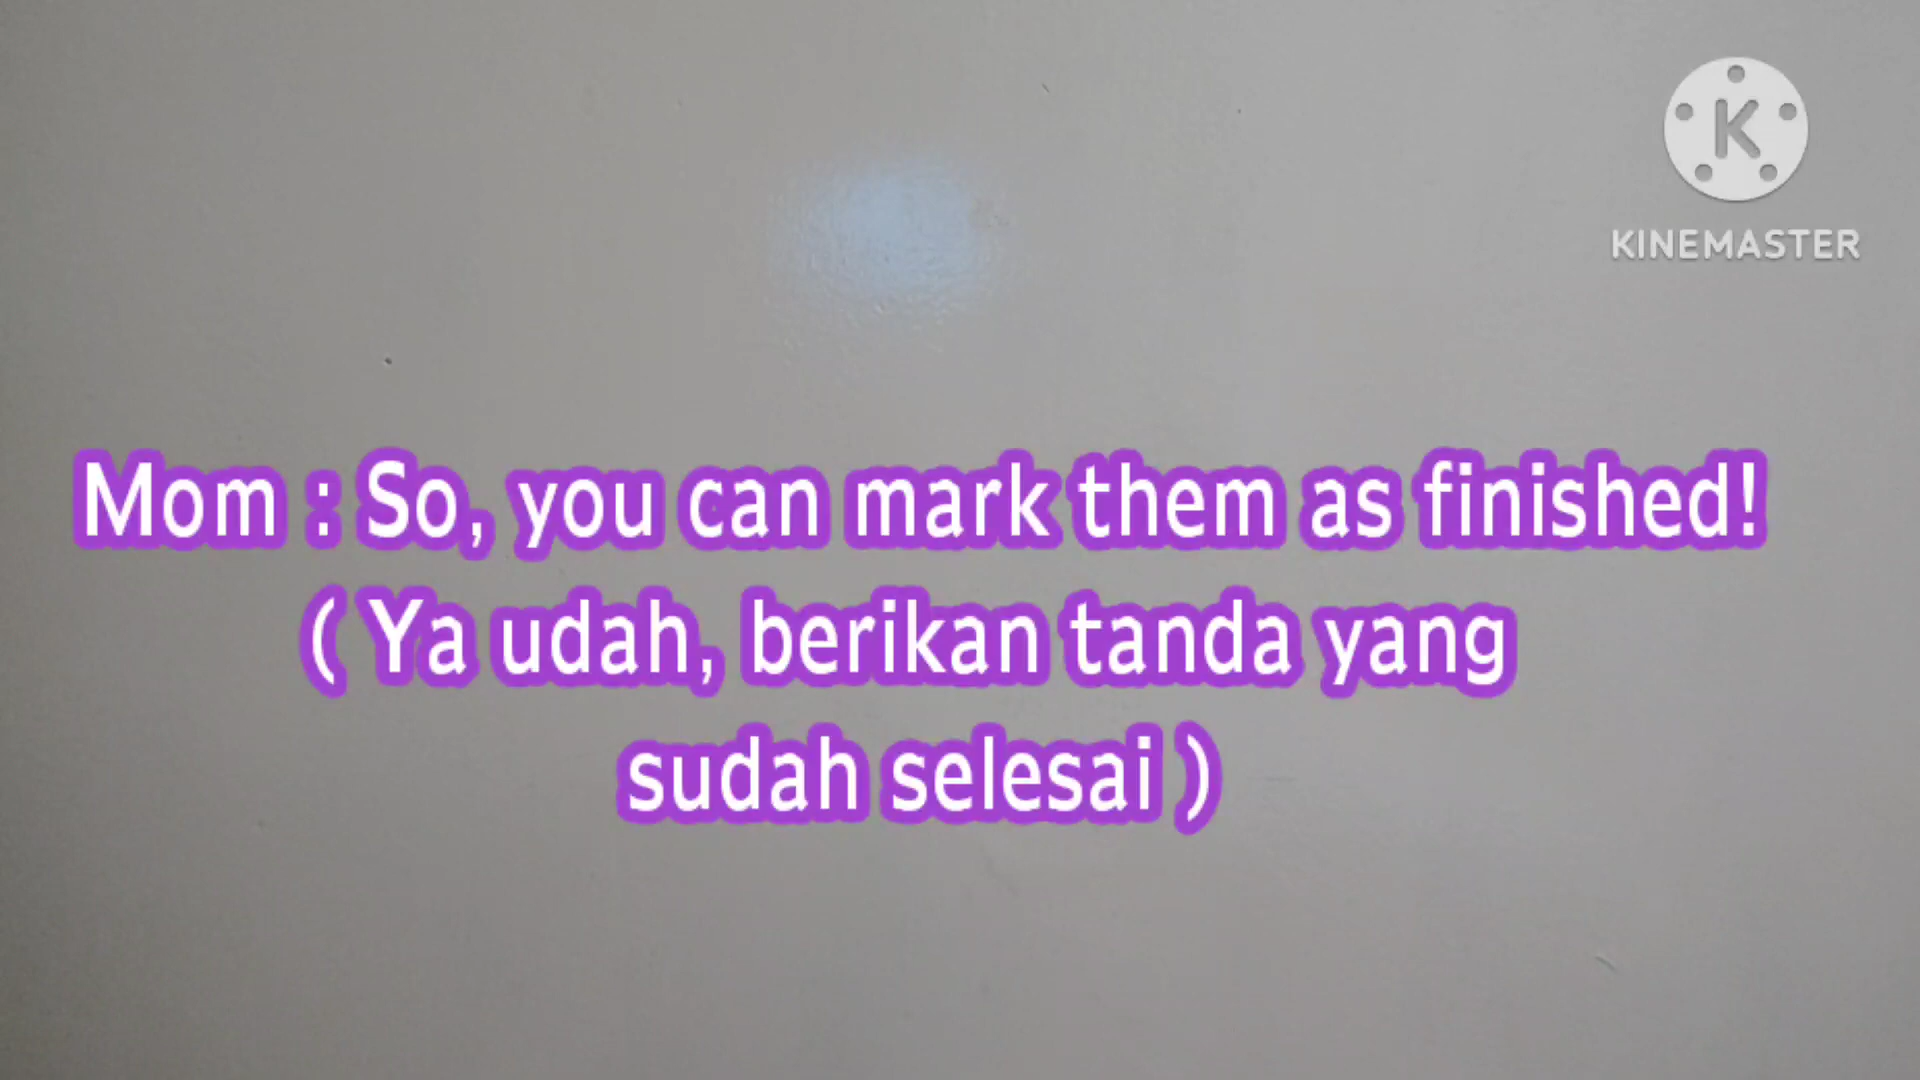 KINEMASTER
Mom : So, you can mark them as finished!
( Ya udah, berikan tanda yang
sudah selesai )